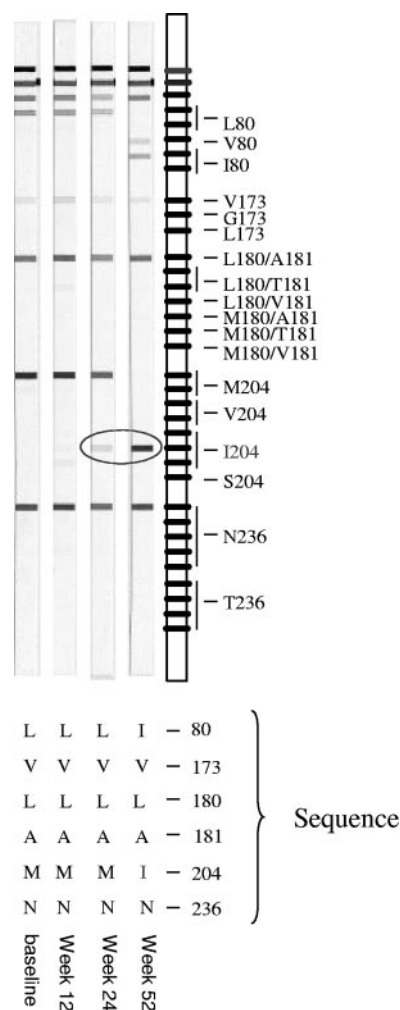 L80
V80
I80
V173
G173
L173
L180/A181
L180/T181
L180/V181
M180/A181
M180/T181
M180/V181
M204
V204
I204
S204
N236
T236
L L L I – 80
V V V V – 173
L L L L – 180
A A A A – 181
M M M I – 204
N N N N – 236
Sequence
baseline
Week 12
Week 24
Week 52